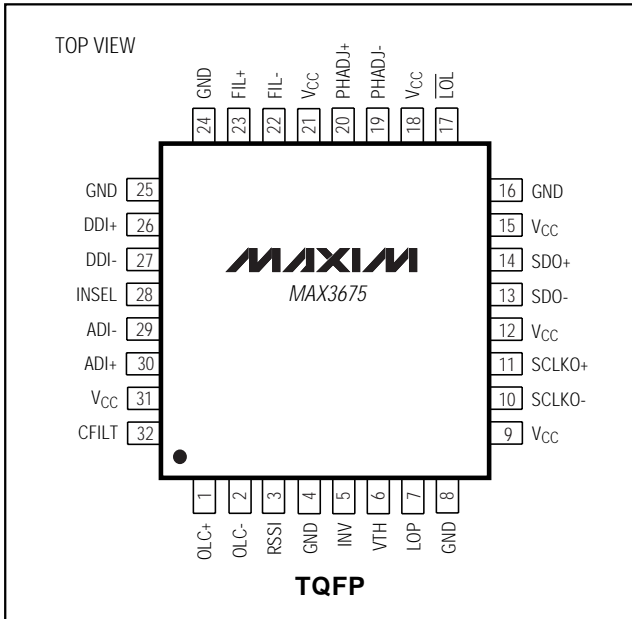 TOP VIEW
GND
FIL+
FIL-
VCC
PHADJ+
PHADJ-
VCC
LOL
24
23
22
21
20
19
18
17
GND 25
DDI+ 26
DDI- 27
INSEL 28
ADI- 29
ADI+ 30
VCC 31
CFILT 32
MAXIM
MAX3675
16 GND
15 VCC
14 SDO+
13 SDO-
12 VCC
11 SCLKO+
10 SCLKO-
9 VCC
1
2
3
4
5
6
7
8
OLC+
OLC-
RSSI
GND
INV
VTH
LOP
GND
TQFP